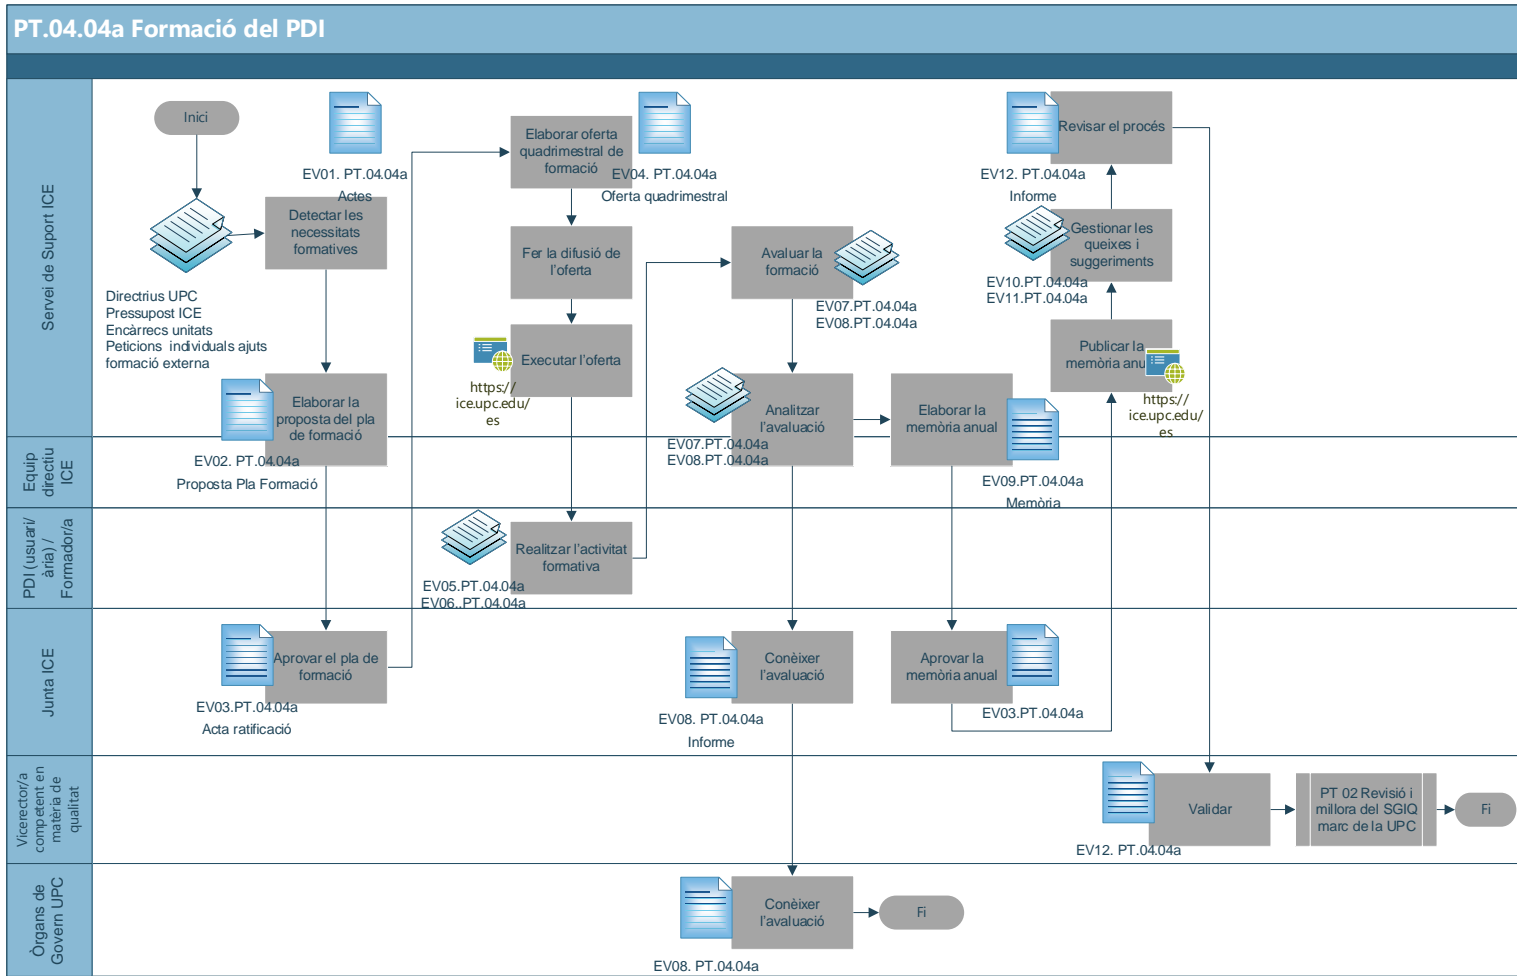 PT.04.04a Formació del PDI
Servei de Suport ICE
Inici
EV01. PT.04.04a
Actes
Directrius UPC
Pressupost ICE
Encàrrecs unitats
Peticions individuals ajuts
formació externa
Detectar les
necessitats
formatives
Elaborar la
proposta del pla
de formació
EV02. PT.04.04a
Proposta Pla Formació
Elaborar oferta
quadrimestral de
formació
EV04. PT.04.04a
Oferta quadrimestral
Fer la difusió de
l'oferta
Executar l'oferta
https://
ice.upc.edu/
es
Avaluar la
formació
EV07.PT.04.04a
EV08.PT.04.04a
Analitzar
l'avaluació
EV07.PT.04.04a
EV08.PT.04.04a
Elaborar la
memòria anual
EV09.PT.04.04a
Memòria
Revisar el procés
EV12. PT.04.04a
Informe
Gestionar les
queixes i
suggeriments
EV10.PT.04.04a
EV11.PT.04.04a
Publicar la
memòria anu
https://
ice.upc.edu/
es
Equip
directiu
ICE
PDI (usuari/
ària) /
Formador/a
Realitzar l'activitat
formativa
EV05.PT.04.04a
EV06..PT.04.04a
Junta ICE
Aprovar el pla de
formació
EV03.PT.04.04a
Acta ratificació
Conèixer
l'avaluació
EV08. PT.04.04a
Informe
Aprovar la
memòria anual
EV03.PT.04.04a
Vicerector/a
competent en
matèria de
qualitat
Validar
EV12. PT.04.04a
PT 02 Revisió i
millora del SGIQ
marc de la UPC
Fi
Òrgans de
Govern UPC
Conèixer
l'avaluació
EV08. PT.04.04a
Fi